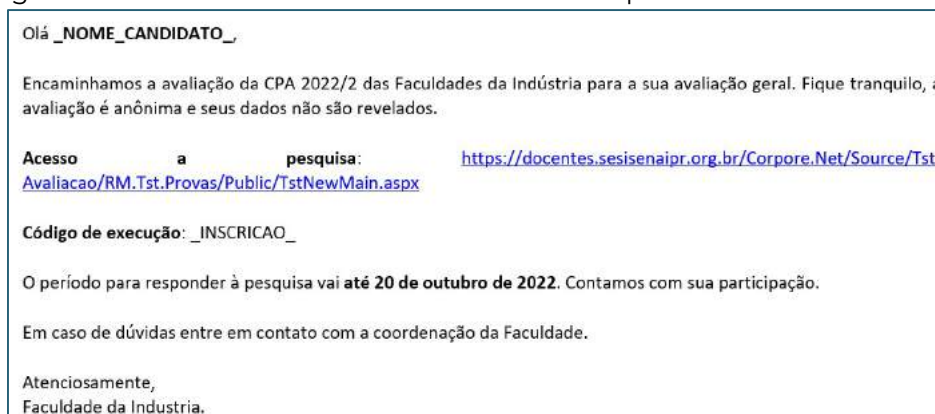 Olá _NOME_CANDIDATO_,
Encaminhamos a avaliação da CPA 2022/2 das Faculdades da Indústria para a sua avaliação geral. Fique tranquilo, a
avaliação é anônima e seus dados não são revelados.
Acesso a pesquisa: https://docentes.sesisenaipr.org.br/Corpore.Net/Source/Tst
Avaliacao/RM.Tst.Provas/Public/TstNewMain.aspx
Código de execução: _INSCRICAO_
O período para responder à pesquisa vai até 20 de outubro de 2022. Contamos com sua participação.
Em caso de dúvidas entre em contato com a coordenação da Faculdade.
Atenciosamente,
Faculdade da Industria.